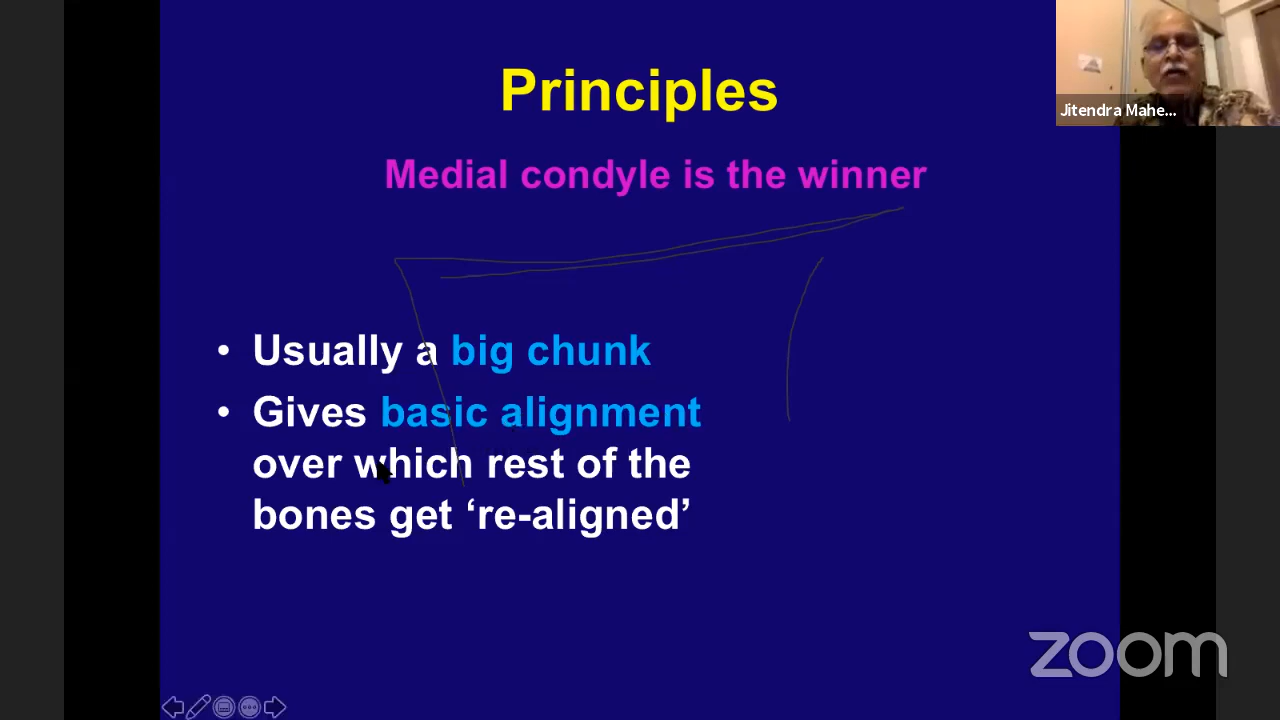 Principles
Jitendra Mahe...
Medial condyle is the winner
• Usually a big chunk
• Gives basic alignment
over which rest of the
bones get ‘re-aligned’
zoom